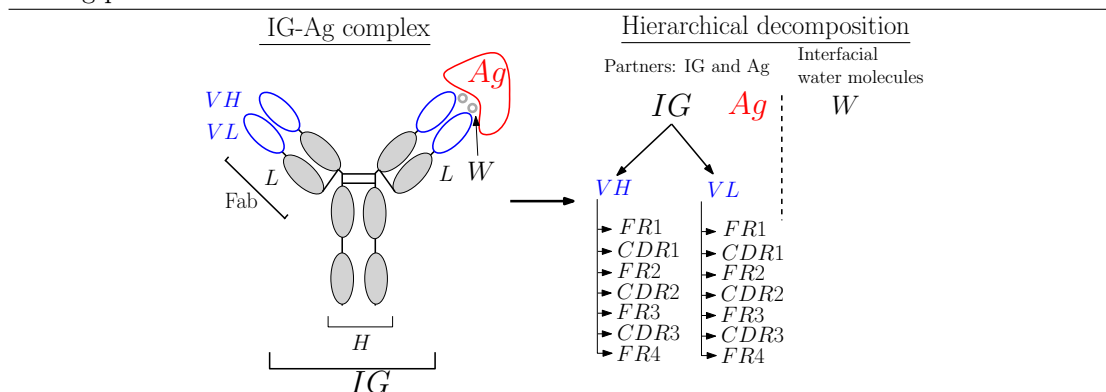 IG-Ag complex
VH
VL
L
Fab
Ag
L
W
H
IG
Hierarchical decomposition
Partners: IG and Ag
Interfacial
water molecules
IG
Ag
W
VH
VL
FR1
CDR1
FR2
CDR2
FR3
CDR3
FR4
FR1
CDR1
FR2
CDR2
FR3
CDR3
FR4